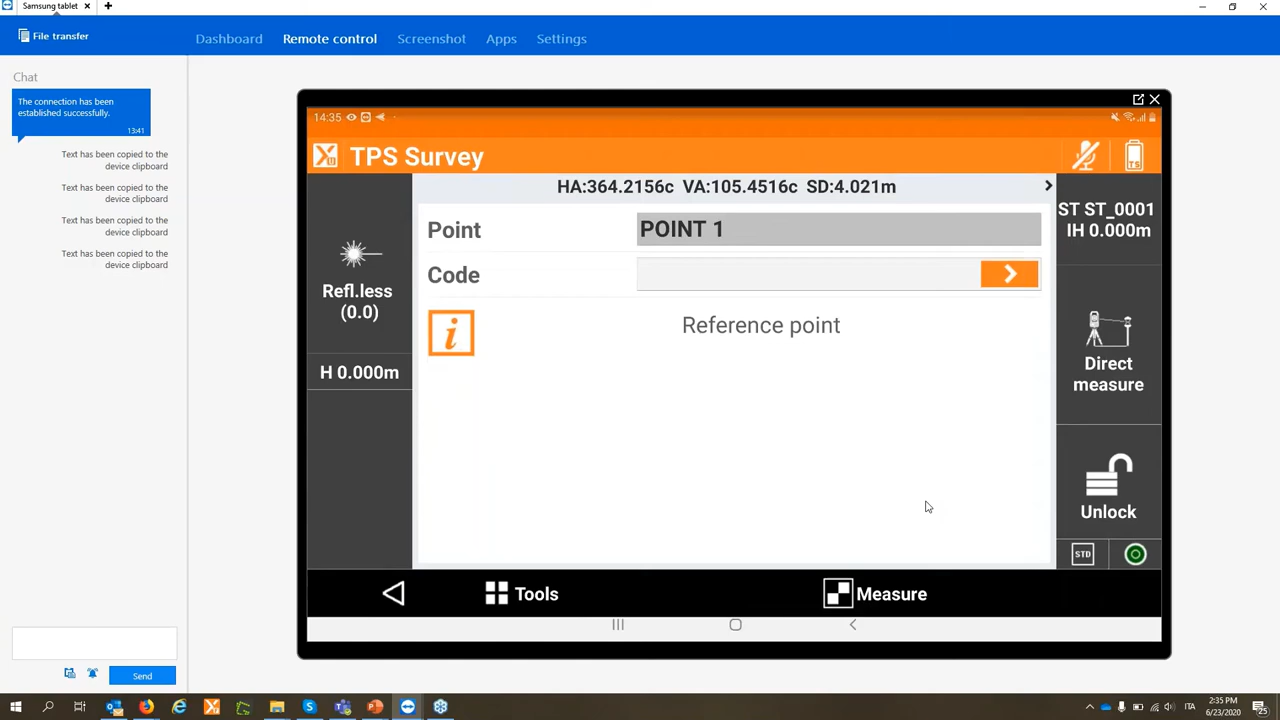 Samsung tablet
File transfer
Dashboard
Remote control
Screenshot
Apps
Settings
Chat
The connection has been
established successfully.
13:41
Text has been copied to the
device clipboard
Text has been copied to the
device clipboard
Text has been copied to the
device clipboard
Text has been copied to the
device clipboard
Send
14:35
TPS Survey
TS
HA:364.2156c VA:105.4516c SD:4.021m
Refl.less
(0.0)
H 0.000m
Point
POINT 1
Code
Reference point
ST ST_0001
IH 0.000m
Direct
measure
Unlock
STD
Tools
Measure
ITA
2:35 PM
6/23/2020
25